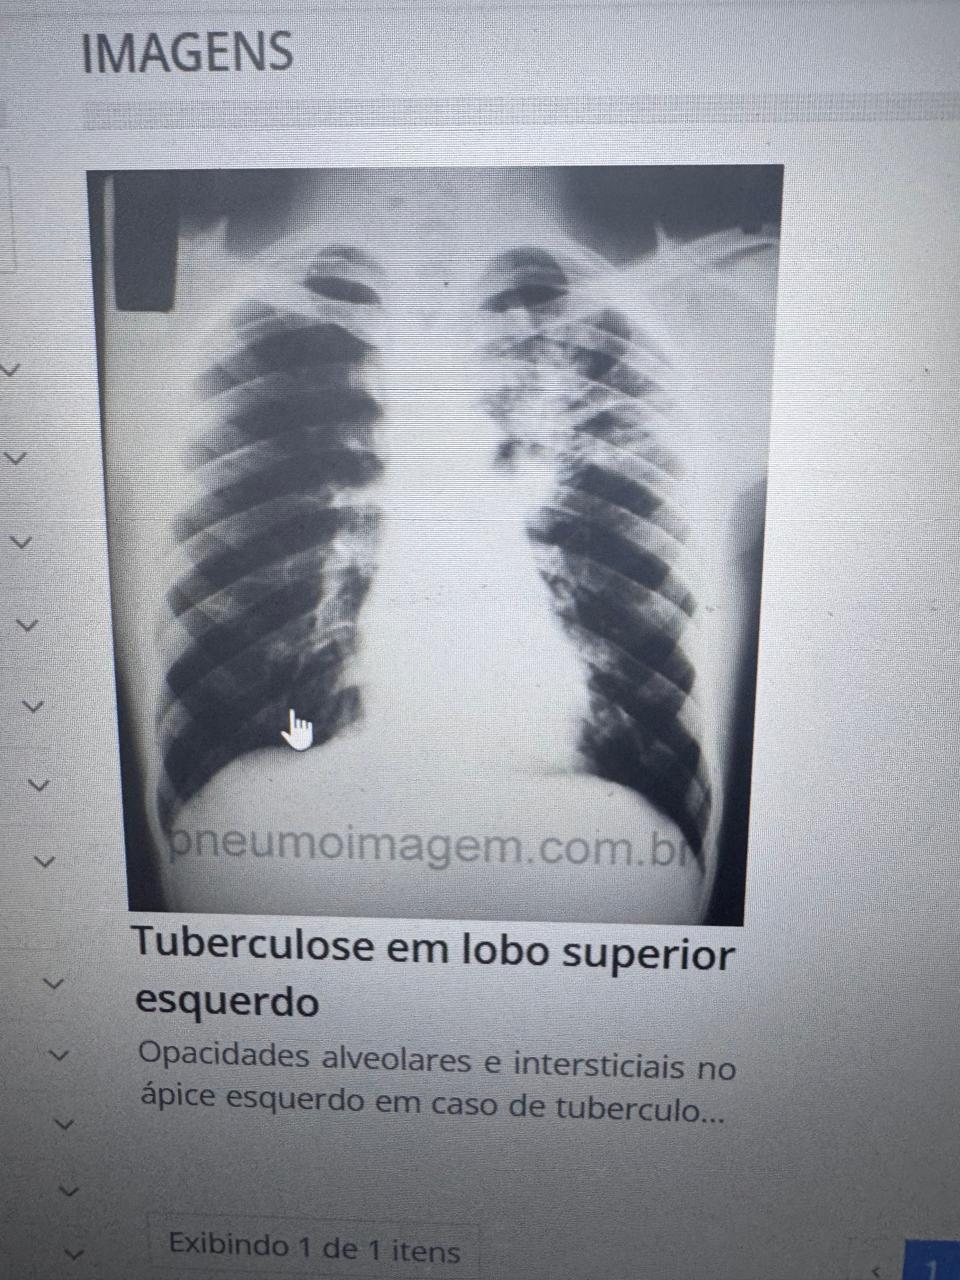 IMAGENS
pneumoimagem.com.br
Tuberculose em lobo superior
esquerdo
Opacidades alveolares e intersticiais no
ápice esquerdo em caso de tuberculo...
Exibindo 1 de 1 itens
1